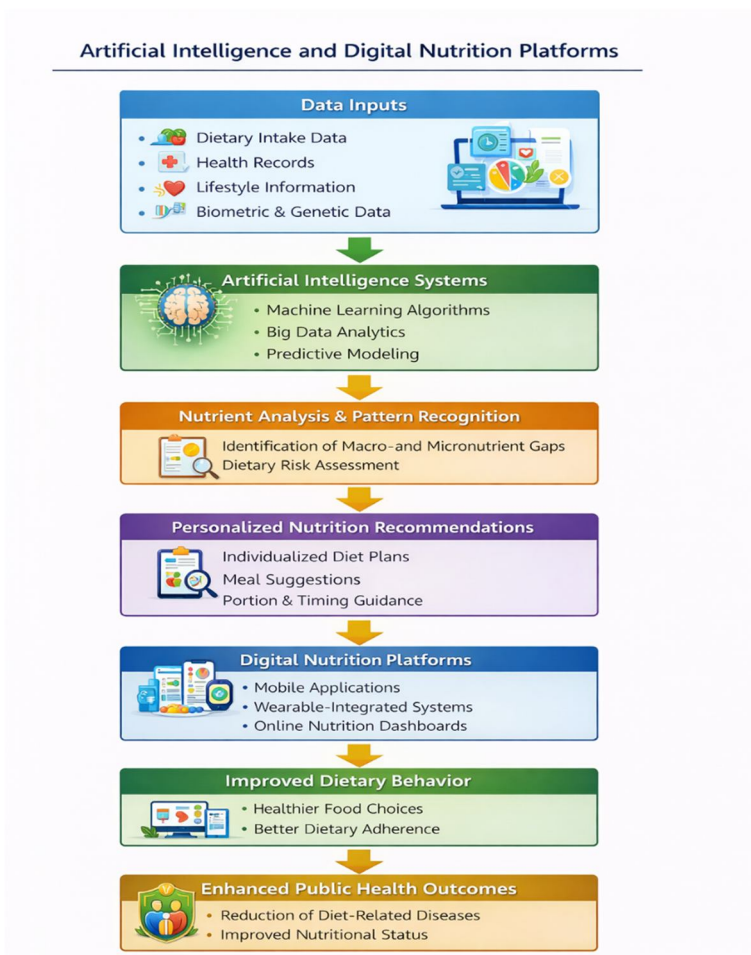 Artificial Intelligence and Digital Nutrition Platforms
Data Inputs
• Dietary Intake Data
• Health Records
• Lifestyle Information
• Biometric & Genetic Data
Artificial Intelligence Systems
• Machine Learning Algorithms
• Big Data Analytics
• Predictive Modeling
Nutrient Analysis & Pattern Recognition
Identification of Macro-and Micronutrient Gaps
Dietary Risk Assessment
Personalized Nutrition Recommendations
Individualized Diet Plans
Meal Suggestions
Portion & Timing Guidance
Digital Nutrition Platforms
• Mobile Applications
• Wearable-Integrated Systems
• Online Nutrition Dashboards
Improved Dietary Behavior
• Healthier Food Choices
• Better Dietary Adherence
Enhanced Public Health Outcomes
• Reduction of Diet-Related Diseases
• Improved Nutritional Status